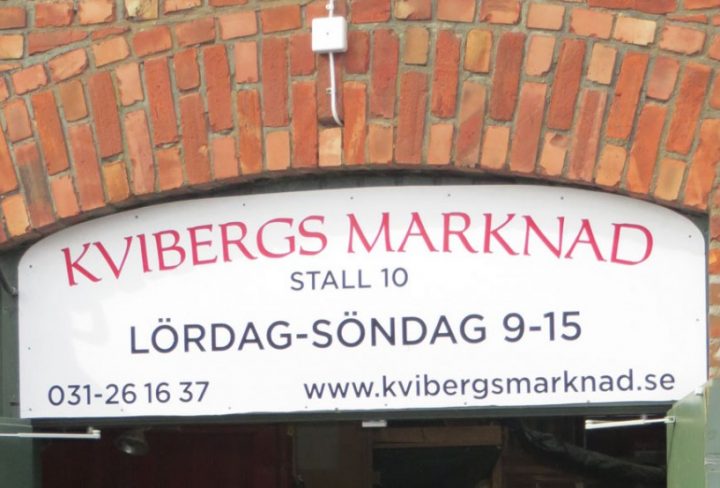 KVIBERGS MARKNAD
STALL 10
LÖRDAG-SÖNDAG 9-15
031-26 16 37 www.kvibergsmarknad.se